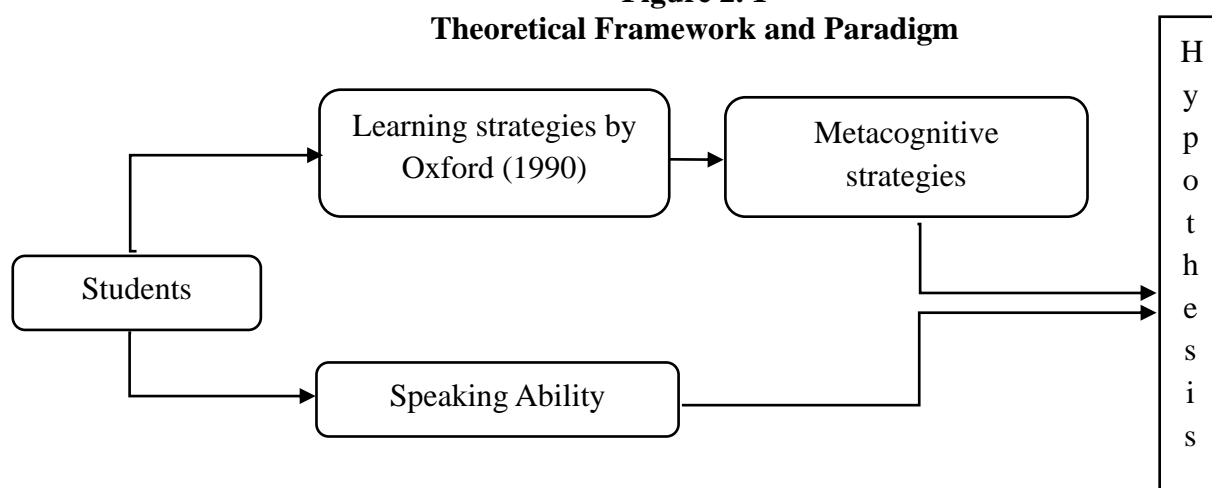 Figure 2. 1
Theoretical Framework and Paradigm
Learning strategies by
Oxford (1990)
Metacognitive
strategies
Students
Speaking Ability
H
y
p
o
t
h
e
s
i
s